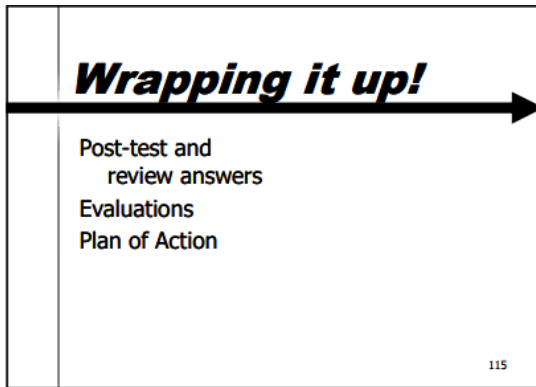 Wrapping it up!
Post-test and
review answers
Evaluations
Plan of Action
115